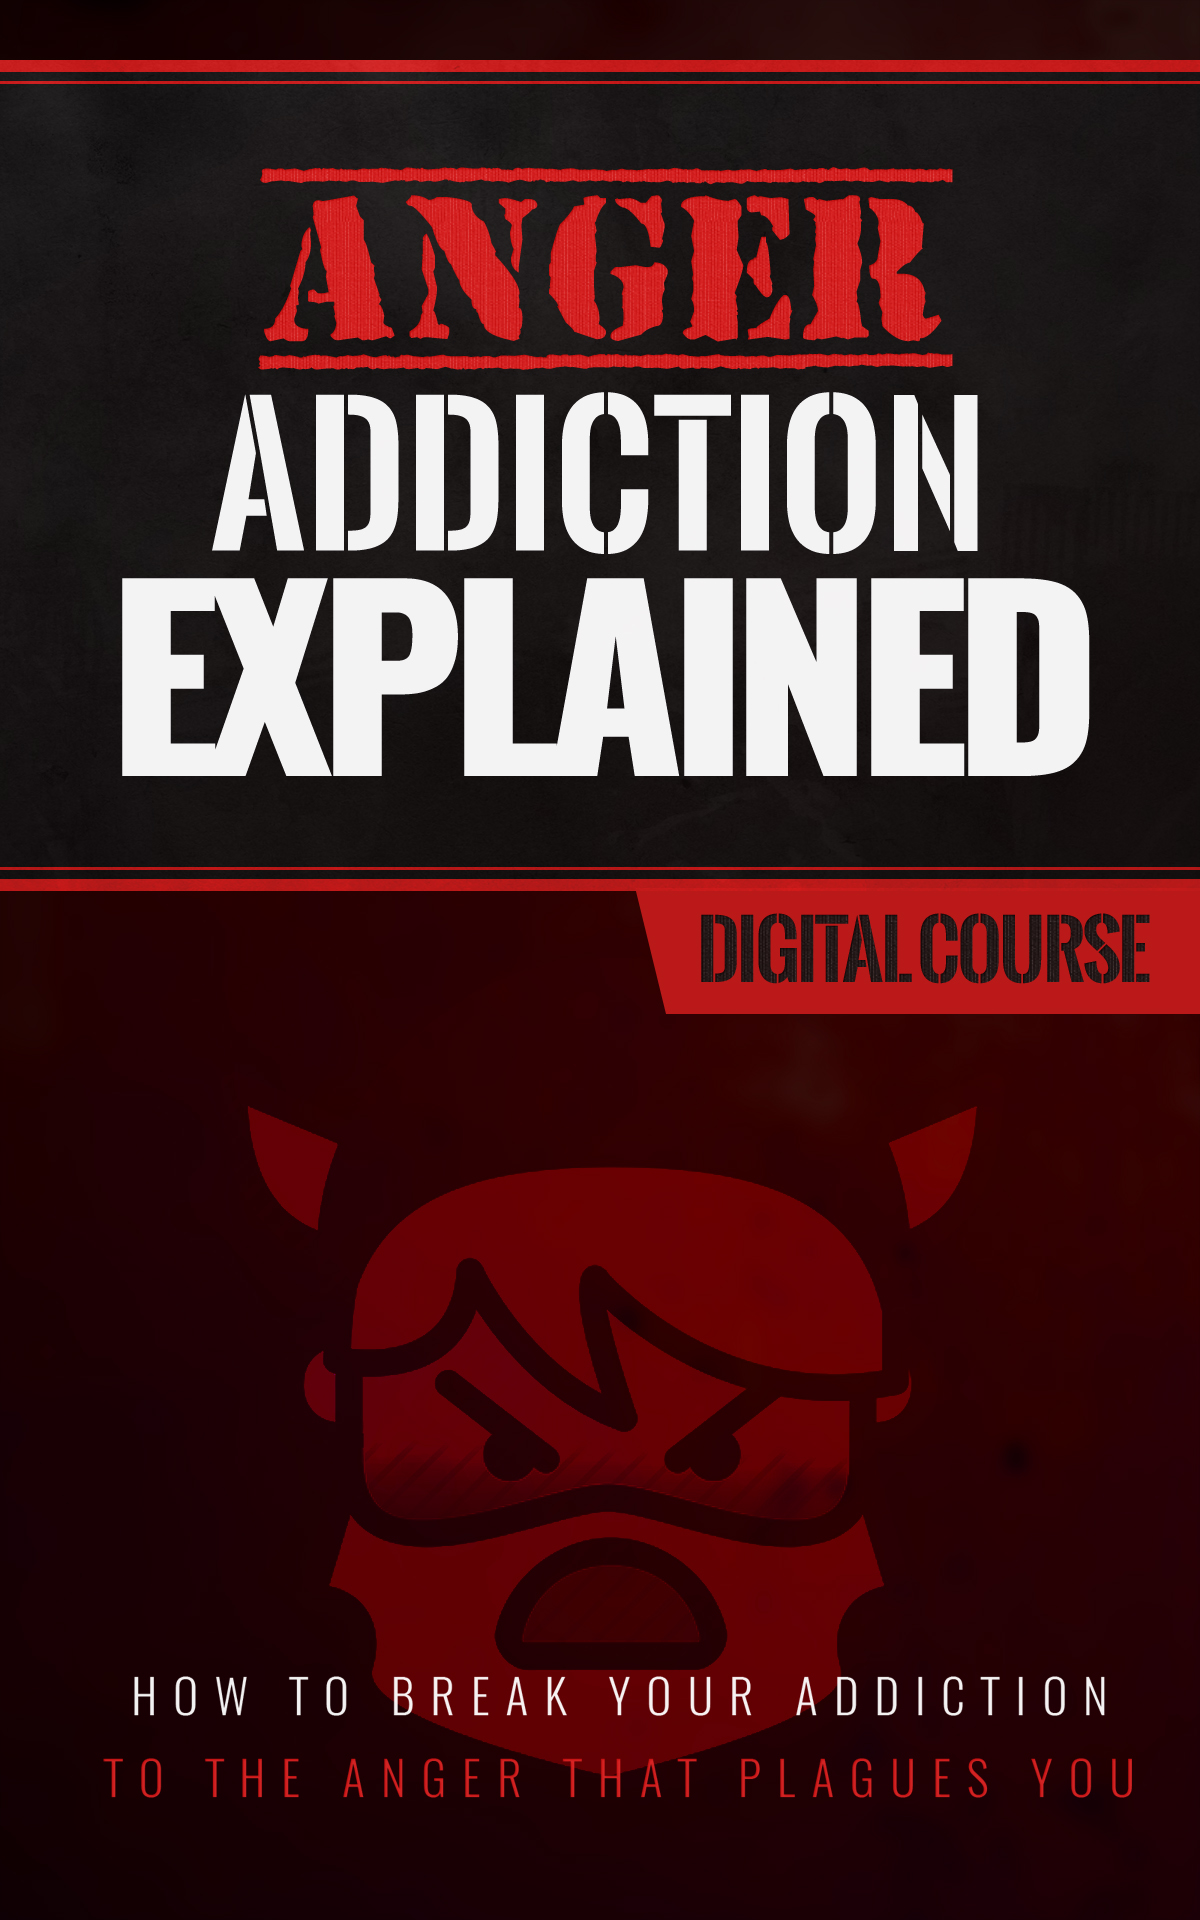 ANGER
ADDICTION
EXPLAINED
DIGITAL COURSE
HOW TO BREAK YOUR ADDICTION
TO THE ANGER THAT PLAGUES YOU